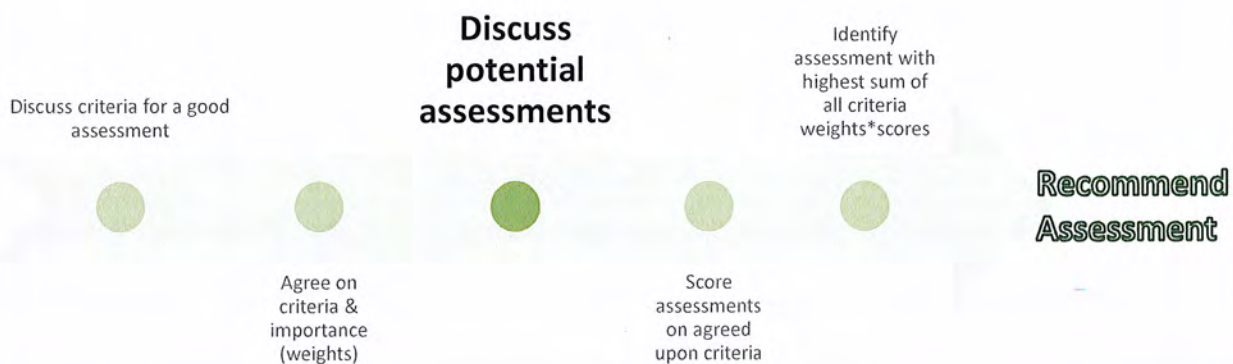 Discuss criteria for a good
assessment
Agree on
criteria &
importance
(weights)
Discuss
potential
assessments
Score
assessments
on agreed
upon criteria
Identify
assessment with
highest sum of
all criteria
weights*scores
Recommend
Assessment